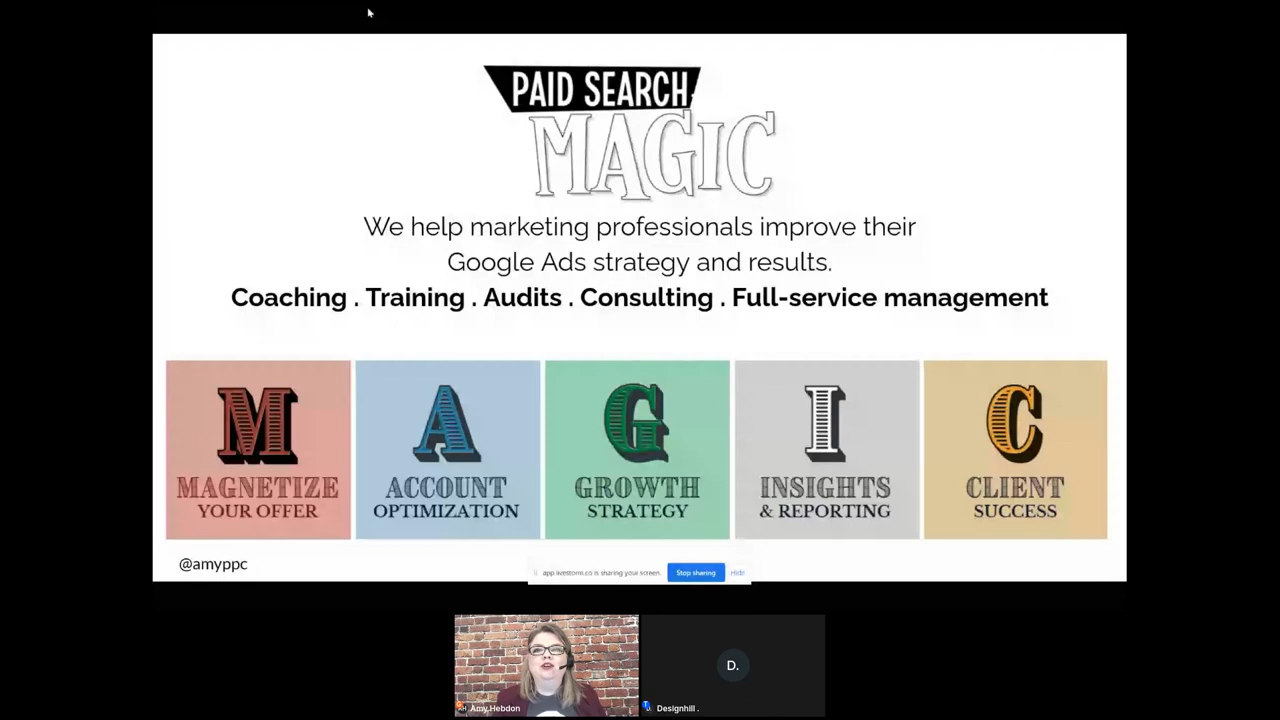 PAID SEARCH
MAGIC
We help marketing professionals improve their
Google Ads strategy and results.
Coaching . Training . Audits . Consulting . Full-service management
M
MAGNETIZE
YOUR OFFER
A
ACCOUNT
OPTIMIZATION
G
GROWTH
STRATEGY
I
INSIGHTS
& REPORTING
C
CLIENT
SUCCESS
@amyppc
app.livestorm.co is sharing your screen.
Stop sharing
Hide
D.
AH Amy Hebdon
Designhill .